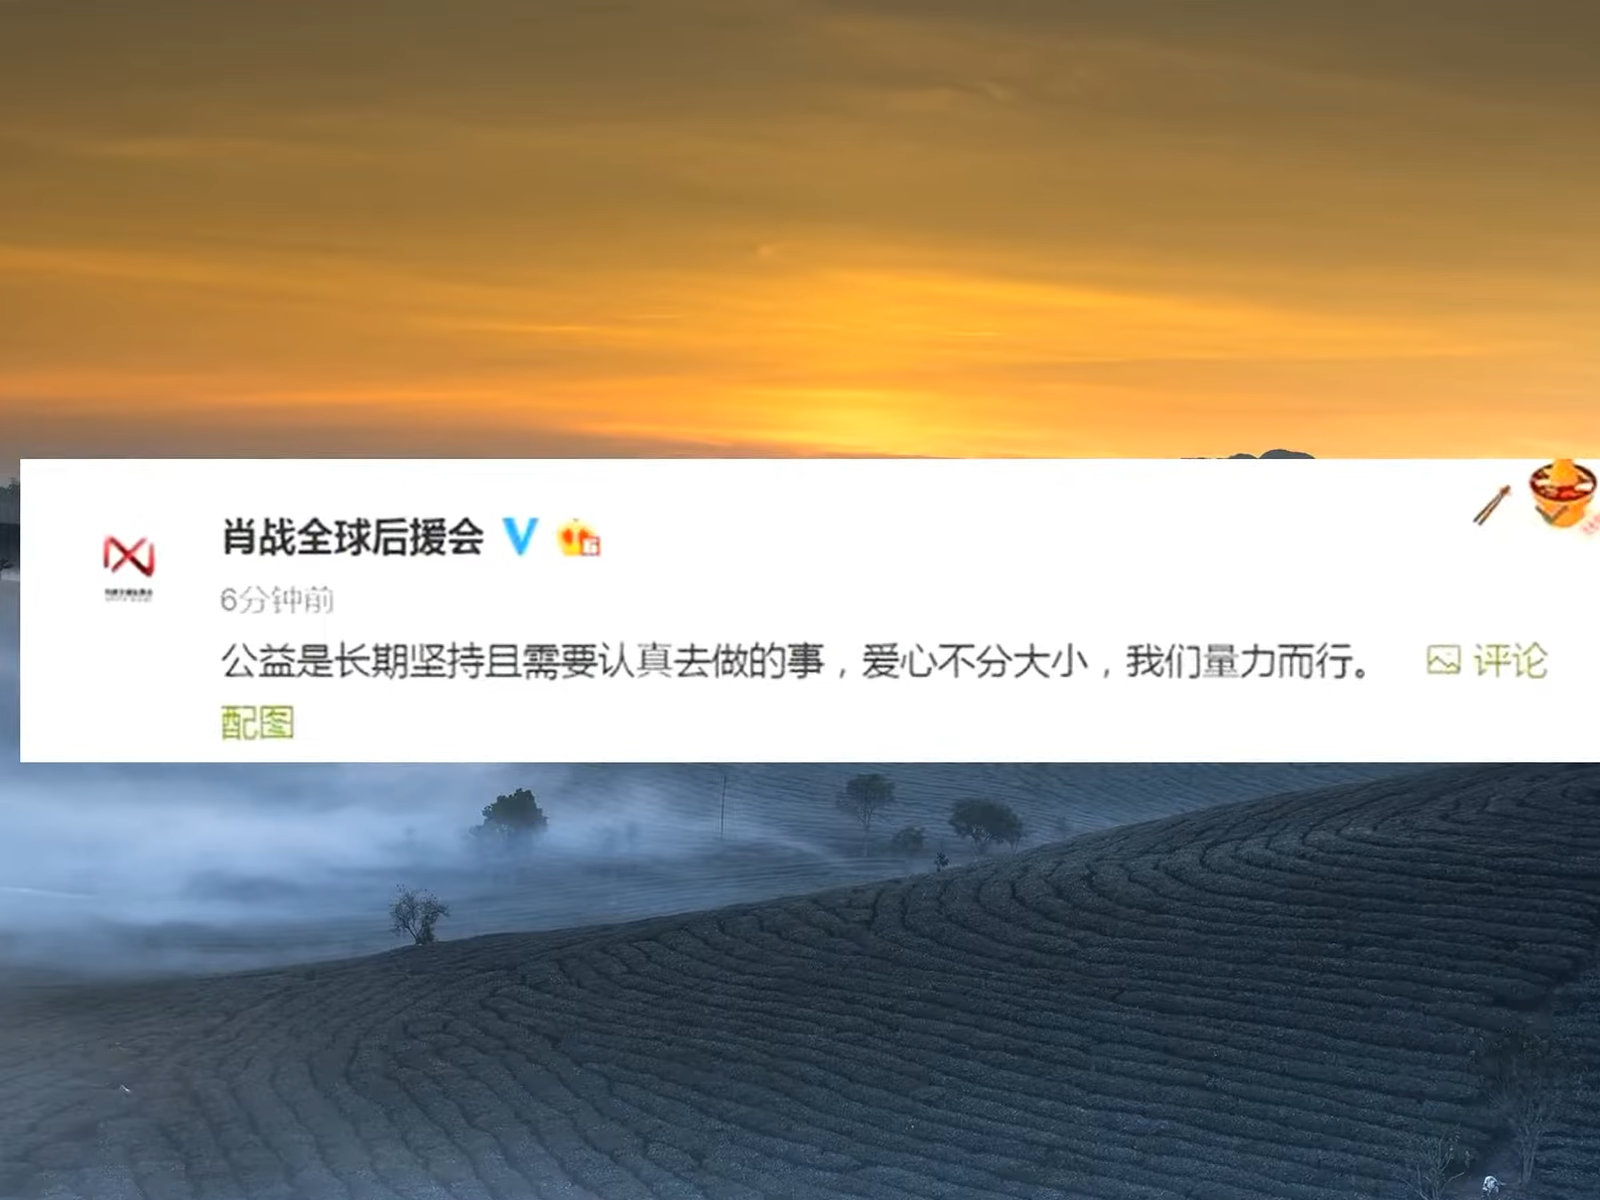 肖战全球后援会
6分钟前
公益是长期坚持且需要认真去做的事，爱心不分大小，我们量力而行。 评论
配图